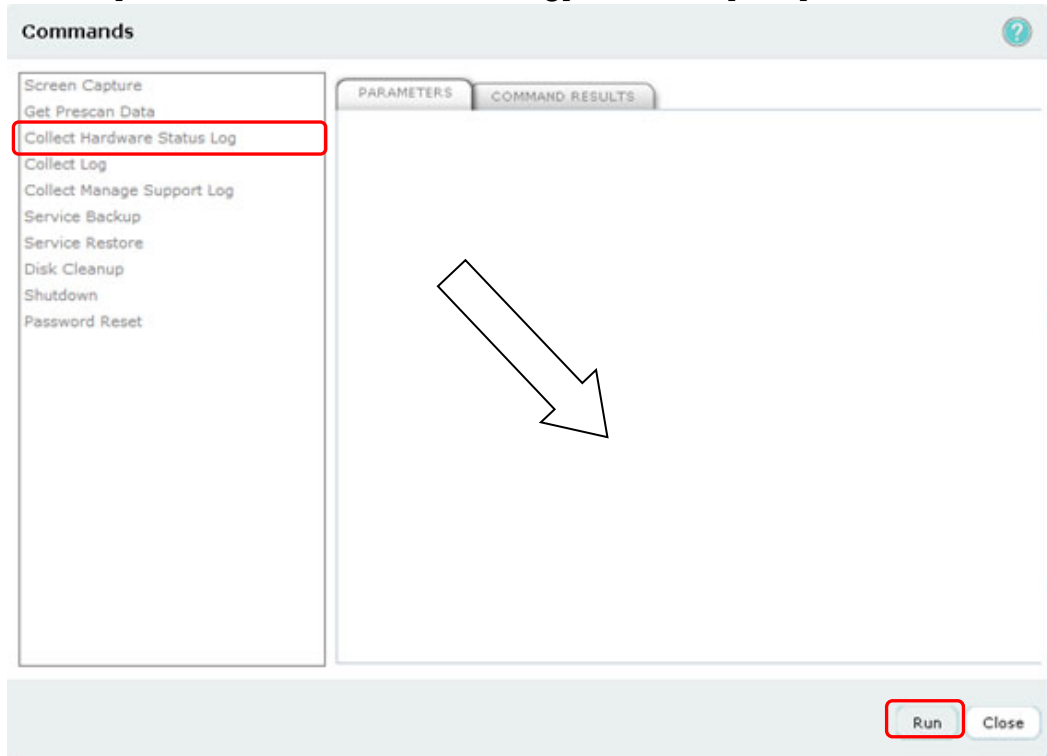 Commands
?
Screen Capture
Get Prescan Data
Collect Hardware Status Log
Collect Log
Collect Manage Support Log
Service Backup
Service Restore
Disk Cleanup
Shutdown
Password Reset
PARAMETERS
COMMAND RESULTS
Run
Close